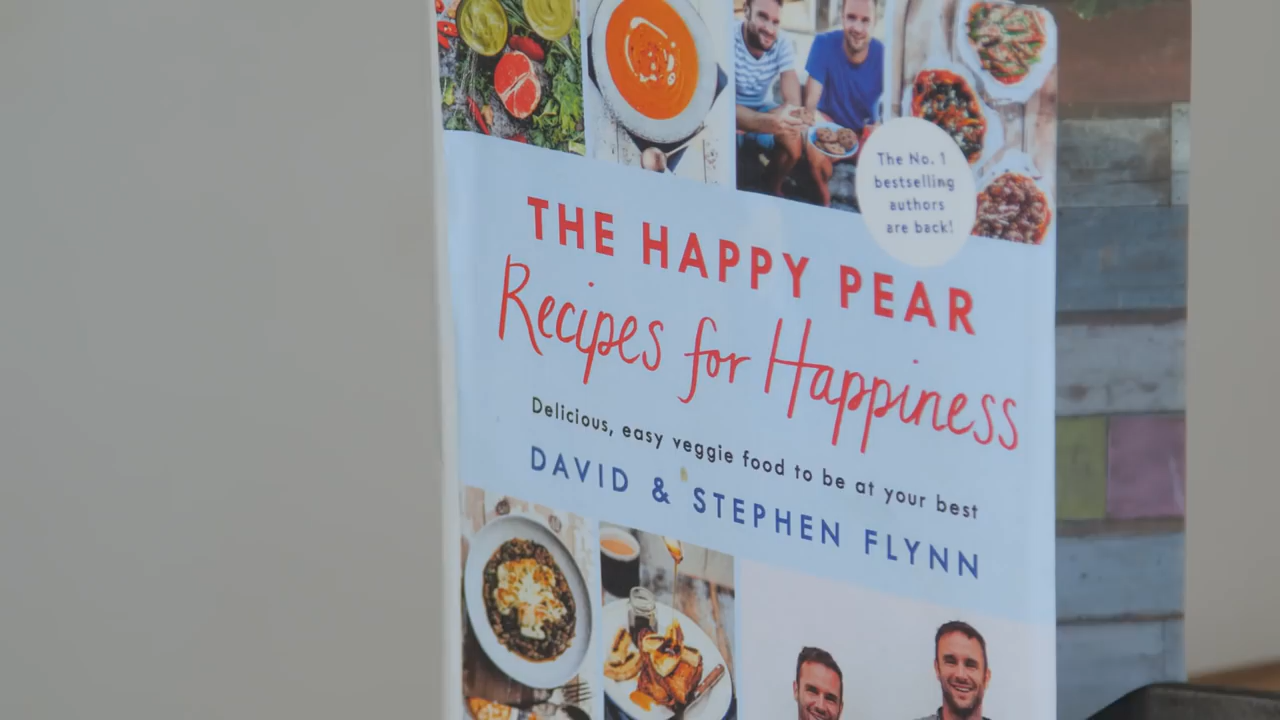 The No. 1
bestselling
authors
are back!
THE HAPPY PEAR
Recipes for Happiness
Delicious, easy veggie food to be at your best
DAVID & STEPHEN FLYNN